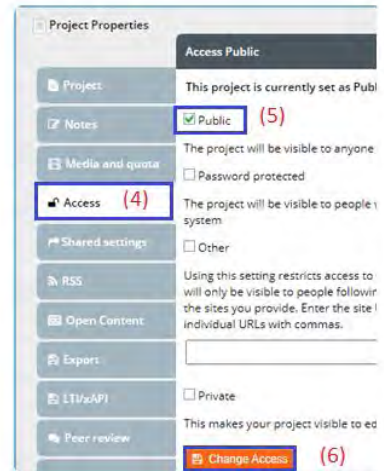 Project Properties
Access Public
Project
This project is currently set as Publ
Notes
Public (5)
The project will be visible to anyone
Media and quota
Password protected
Access (4)
The project will be visible to people
system
Shared settings
Other
RSS
Using this setting restricts access to
will only be visible to people followin
the sites you provide. Enter the site
Open Content
individual URLs with commas.
Export
LTI/xAPI
Private
This makes your project visible to ed
Peer review
Change Access (6)